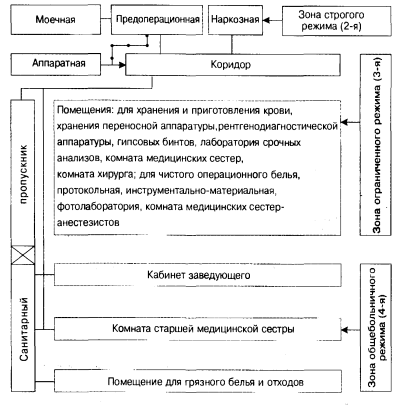 Моечная
Предоперационная
Наркозная
Зона строгого
режима (2-я)
Аппаратная
Коридор
Помещения: для хранения и приготовления крови,
хранения переносной аппаратуры,рентгенодиагностической
аппаратуры, гипсовых бинтов, лаборатория срочных
анализов, комната медицинских сестер,
комната хирурга; для чистого операционного белья,
протокольная, инструментально-материальная,
фотолаборатория, комната медицинских сестер-
анестезистов
Зона ограниченного режима (3-я)
Санитарный пропускник
Кабинет заведующего
Комната старшей медицинской сестры
Зона общебольничного
режима (4-я)
Помещение для грязного белья и отходов